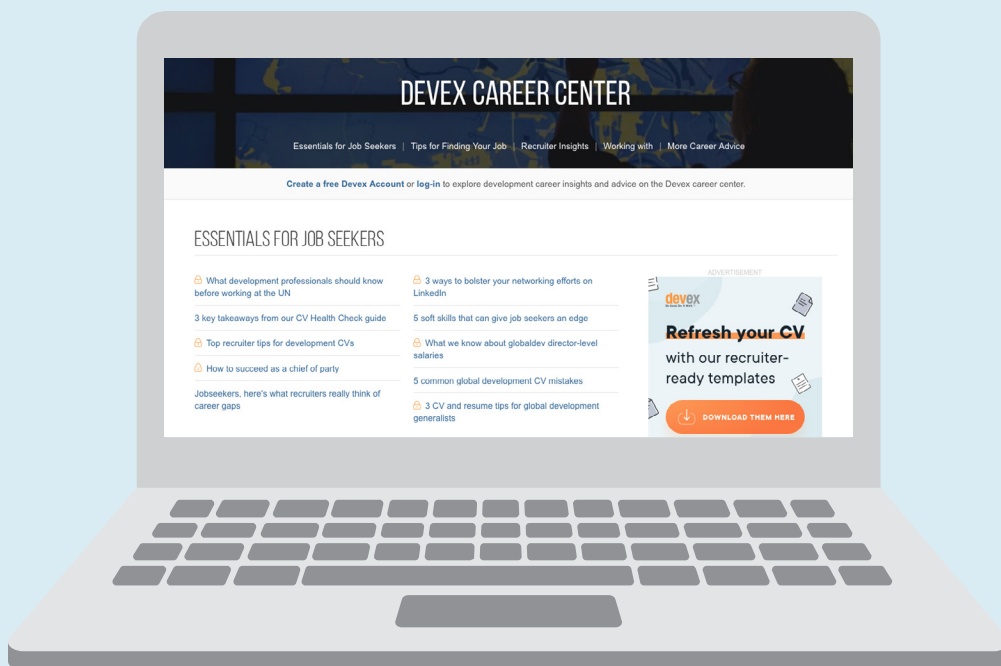 DEVEX CAREER CENTER
Essentials for Job Seekers | Tips for Finding Your Job | Recruiter Insights | Working with | More Career Advice
Create a free Devex Account or log-in to explore development career insights and advice on the Devex career center.
ESSENTIALS FOR JOB SEEKERS
What development professionals should know
before working at the UN
3 key takeaways from our CV Health Check guide
Top recruiter tips for development CVs
How to succeed as a chief of party
Jobseekers, here's what recruiters really think of
career gaps
3 ways to bolster your networking efforts on
LinkedIn
5 soft skills that can give job seekers an edge
What we know about globaldev director-level
salaries
5 common global development CV mistakes
3 CV and resume tips for global development
generalists
ADVERTISEMENT
devex
Refresh your CV
with our recruiter-
ready templates
DOWNLOAD THEM HERE